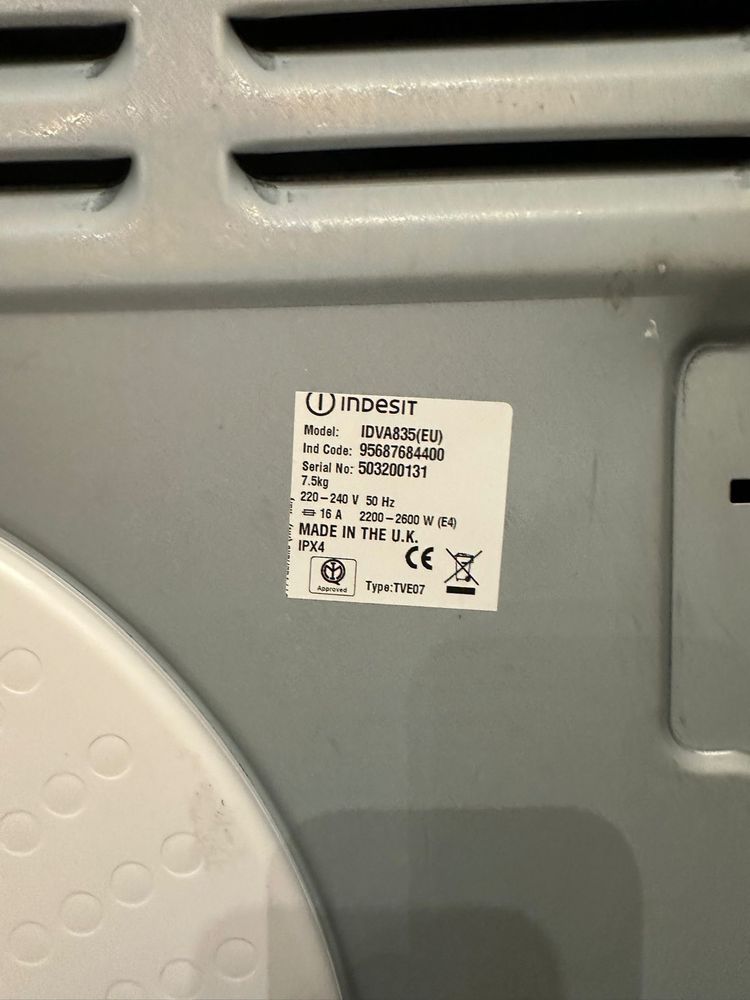 INDESIT
Model: IDVA835(EU)
Ind Code: 95687684400
Serial No: 503200131
7.5kg
220-240 V 50 Hz
16 A 2200-2600 W (E4)
MADE IN THE U.K.
IPX4
CE
Approved
Type:TVE07